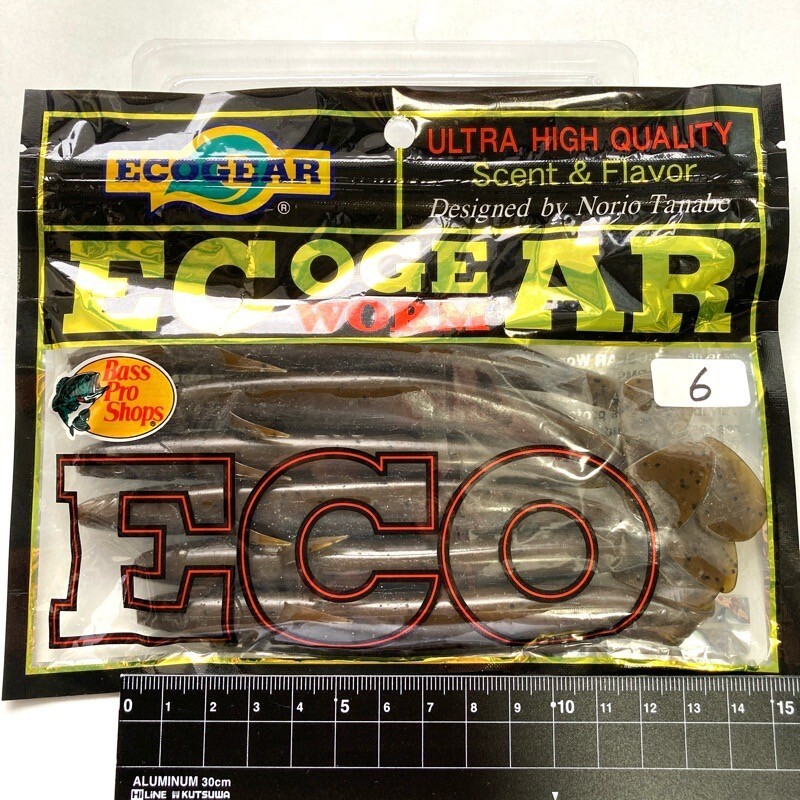 ECOGEAR
®
ULTRA HIGH QUALITY
Scent & Flavor
Designed by Norio Tanabe
ECOGEAR
WORM
Bass
Pro
Shops®
6
ECO
0 1 2 3 4 5 6 7 8 9 10 11 12 13 14 15
ALUMINUM 30cm
HiLiNE KUTSUWA